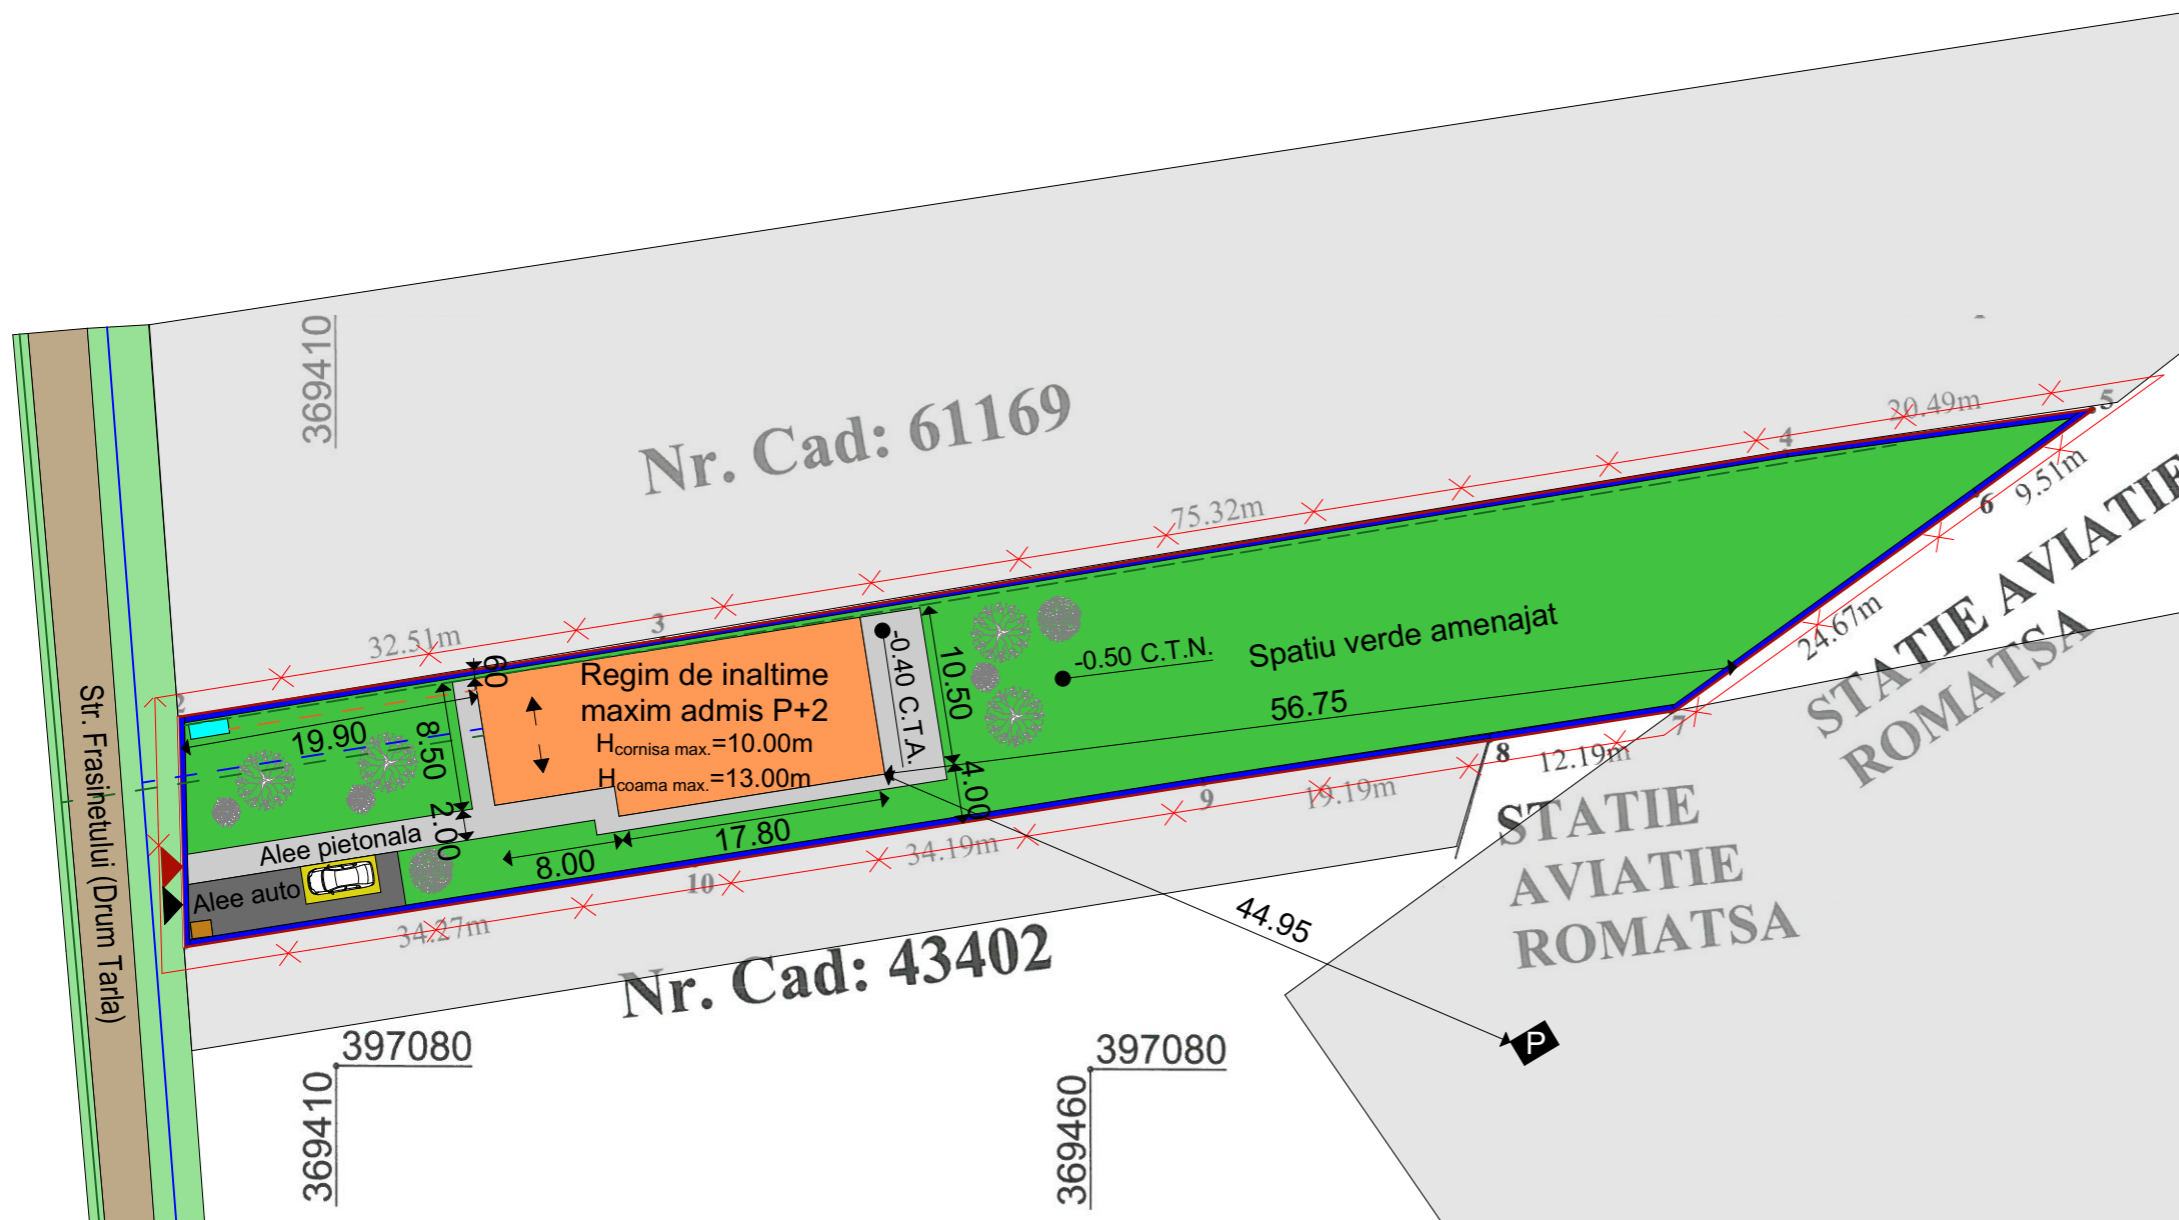 369410
Nr. Cad: 61169
20.49m
5
4
9.51m
6
75.32m
STATIE AVIATIE
ROMATSA
24.67m
3
32.51m
2
60
Regim de inaltime
maxim admis P+2
Hcornisa max.=10.00m
Hcoama max.=13.00m
-0.40 C.T.A.
10.50
-0.50 C.T.N.
Spatiu verde amenajat
56.75
19.90
8.50
2.00
4.00
7
8
12.19m
9
19.19m
Str. Frasinetului (Drum Tarla)
Alee pietonala
Alee auto
8.00
17.80
34.19m
10
34.27m
STATIE
AVIATIE
ROMATSA
44.95
Nr. Cad: 43402
P
397080
369410
397080
369460